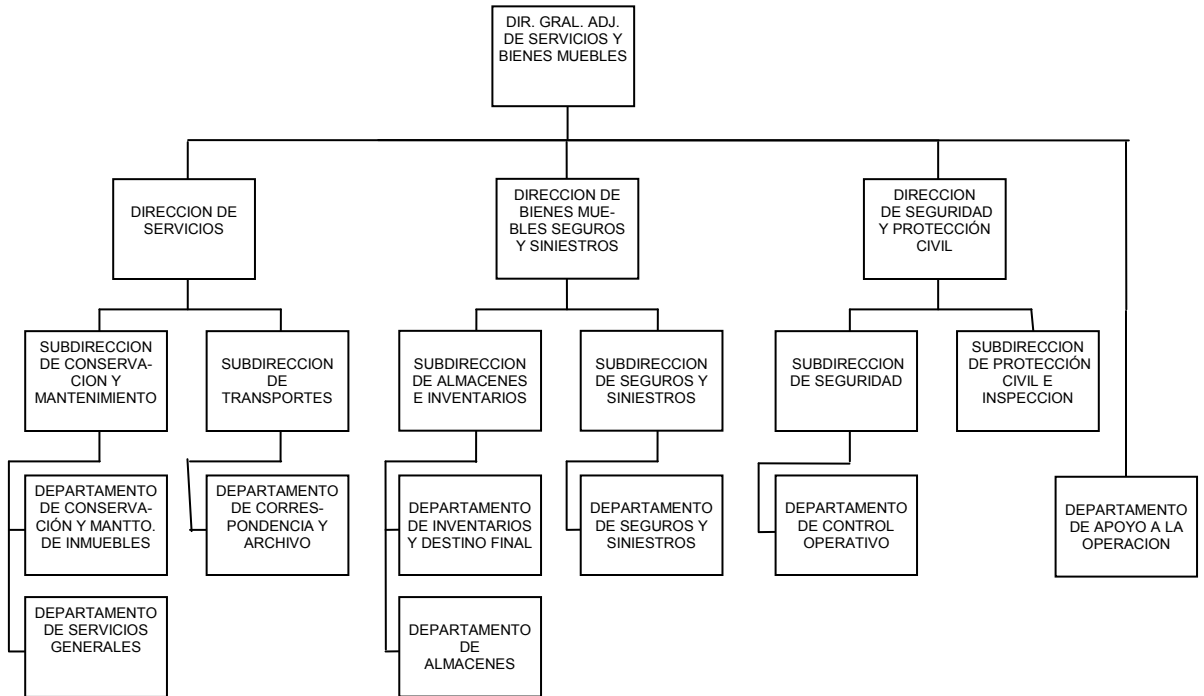 DIR. GRAL. ADJ.
DE SERVICIOS Y
BIENES MUEBLES
DIRECCION DE
SERVICIOS
DIRECCION DE
BIENES MUE-
BLES SEGUROS
Y SINIESTROS
DIRECCION
DE SEGURIDAD
Y PROTECCIÓN
CIVIL
SUBDIRECCION
DE CONSERVA-
CION Y
MANTENIMIENTO
SUBDIRECCION
DE
TRANSPORTES
SUBDIRECCION
DE ALMACENES
E INVENTARIOS
SUBDIRECCION
DE SEGUROS Y
SINIESTROS
SUBDIRECCION
DE SEGURIDAD
SUBDIRECCION
DE PROTECCIÓN
CIVIL E
INSPECCION
DEPARTAMENTO
DE CONSERVA-
CIÓN Y MANTTO.
DE INMUEBLES
DEPARTAMENTO
DE CORRES-
PONDENCIA Y
ARCHIVO
DEPARTAMENTO
DE INVENTARIOS
Y DESTINO FINAL
DEPARTAMENTO
DE SEGUROS Y
SINIESTROS
DEPARTAMENTO
DE CONTROL
OPERATIVO
DEPARTAMENTO
DE APOYO A LA
OPERACION
DEPARTAMENTO
DE SERVICIOS
GENERALES
DEPARTAMENTO
DE
ALMACENES